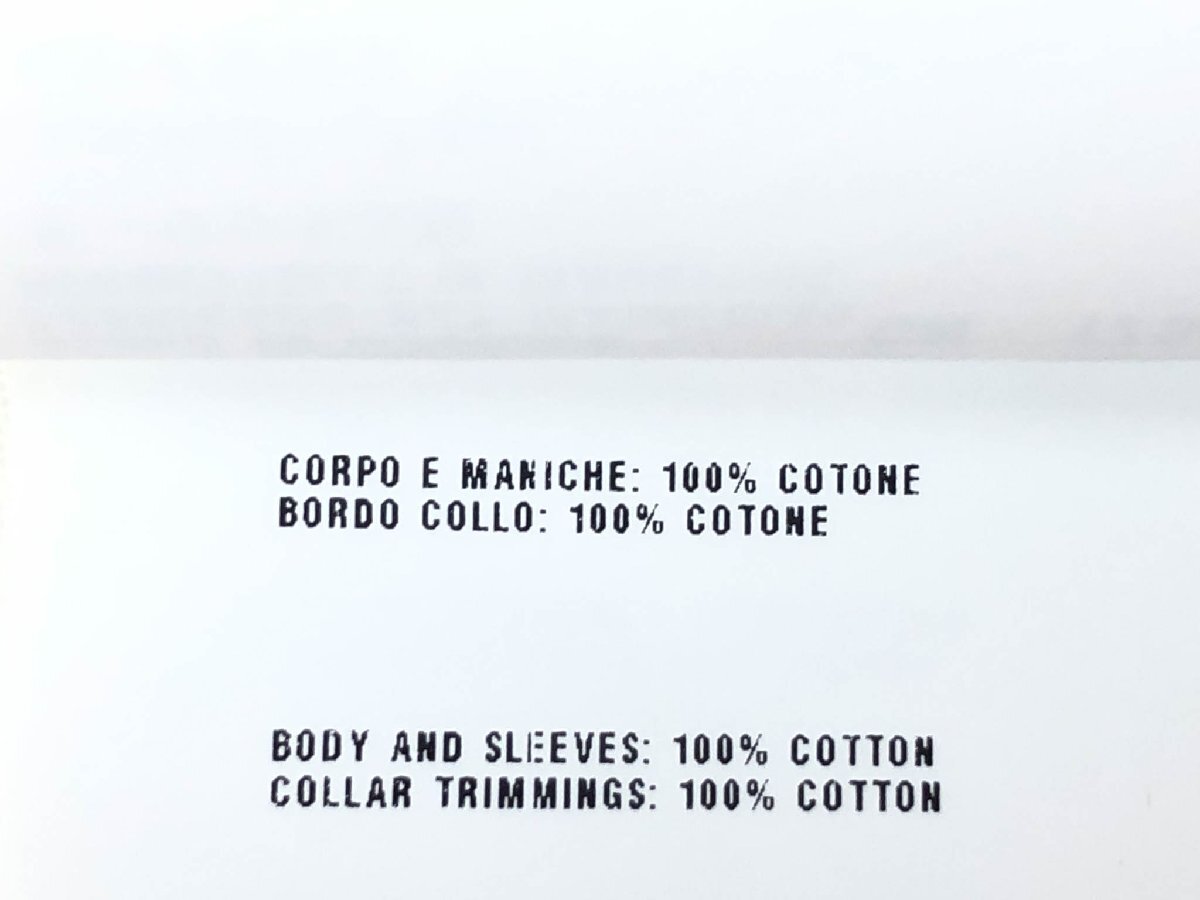 CORPO E MANICHE: 100% COTONE
BORDO COLLO: 100% COTONE
BODY AND SLEEVES: 100% COTTON
COLLAR TRIMMINGS: 100% COTTON